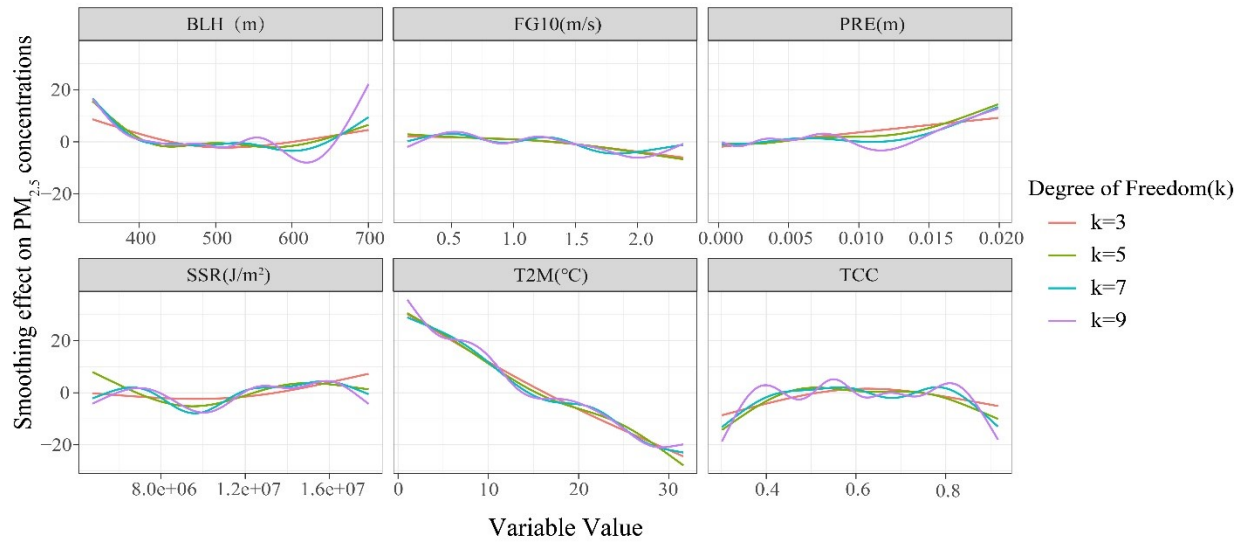 BLH（m） FG10(m/s) PRE(m)
20
0
−20
400 500 600 700 0.5 1.0 1.5 2.0 0.000 0.005 0.010 0.015 0.020
SSR(J/m²) T2M(℃) TCC
20
0
−20
8.0e+06 1.2e+07 1.6e+07 0 10 20 30 0.4 0.6 0.8
Variable Value
Smoothing effect on PM₂.₅ concentrations
Degree of Freedom(k)
k=3
k=5
k=7
k=9